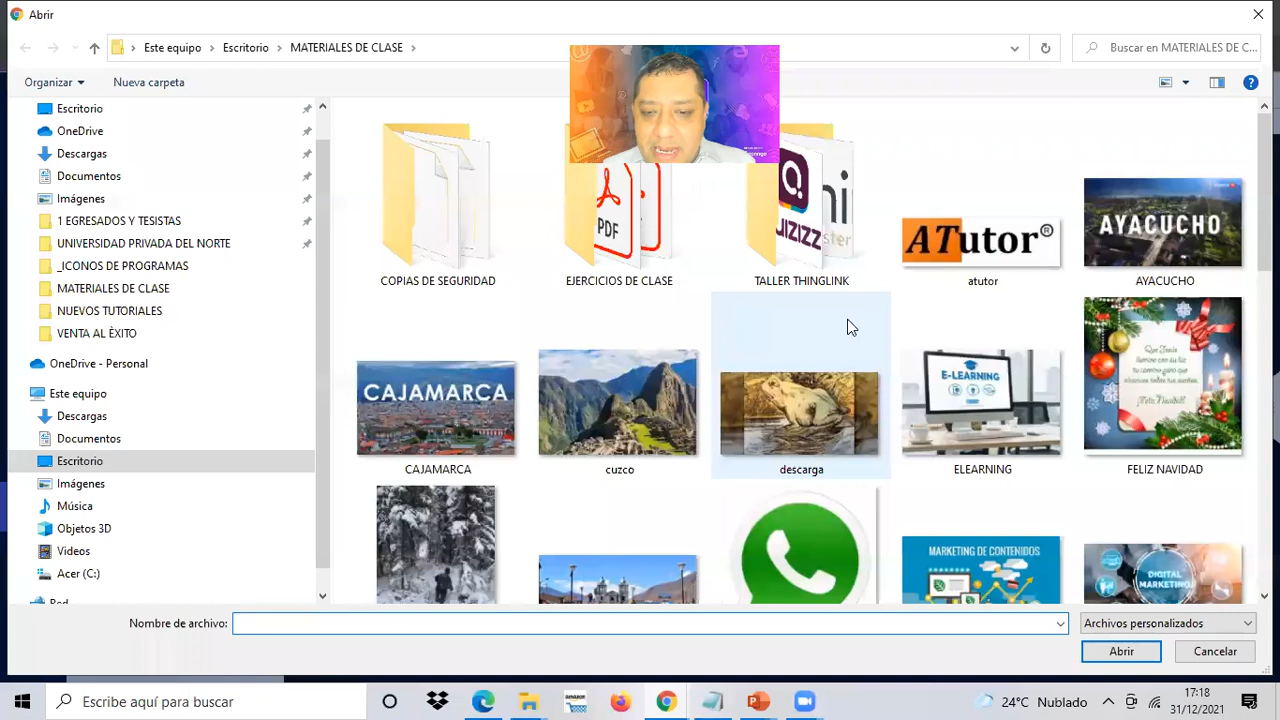 Abrir
Este equipo
Escritorio
MATERIALES DE CLASE
Buscar en MATERIALES DE C...
Organizar
Nueva carpeta
Escritorio
OneDrive
Descargas
Documentos
Imágenes
1 EGRESADOS Y TESISTAS
UNIVERSIDAD PRIVADA DEL NORTE
_ICONOS DE PROGRAMAS
MATERIALES DE CLASE
NUEVOS TUTORIALES
VENTA AL ÉXITO
OneDrive - Personal
Este equipo
Descargas
Documentos
Escritorio
Imágenes
Música
Objetos 3D
Videos
Acer (C:)
PDF
QUIZIZZ
ATutor®
AYACUCHO
COPIAS DE SEGURIDAD
EJERCICIOS DE CLASE
TALLER THINGLINK
atutor
AYACUCHO
CAJAMARCA
E-LEARNING
¡Feliz Navidad!
CAJAMARCA
cuzco
descarga
ELEARNING
FELIZ NAVIDAD
MARKETING DE CONTENIDOS
DIGITAL
MARKETING
Nombre de archivo:
Archivos personalizados
Abrir
Cancelar
Escribe aquí para buscar
24°C Nublado
17:18
31/12/2021